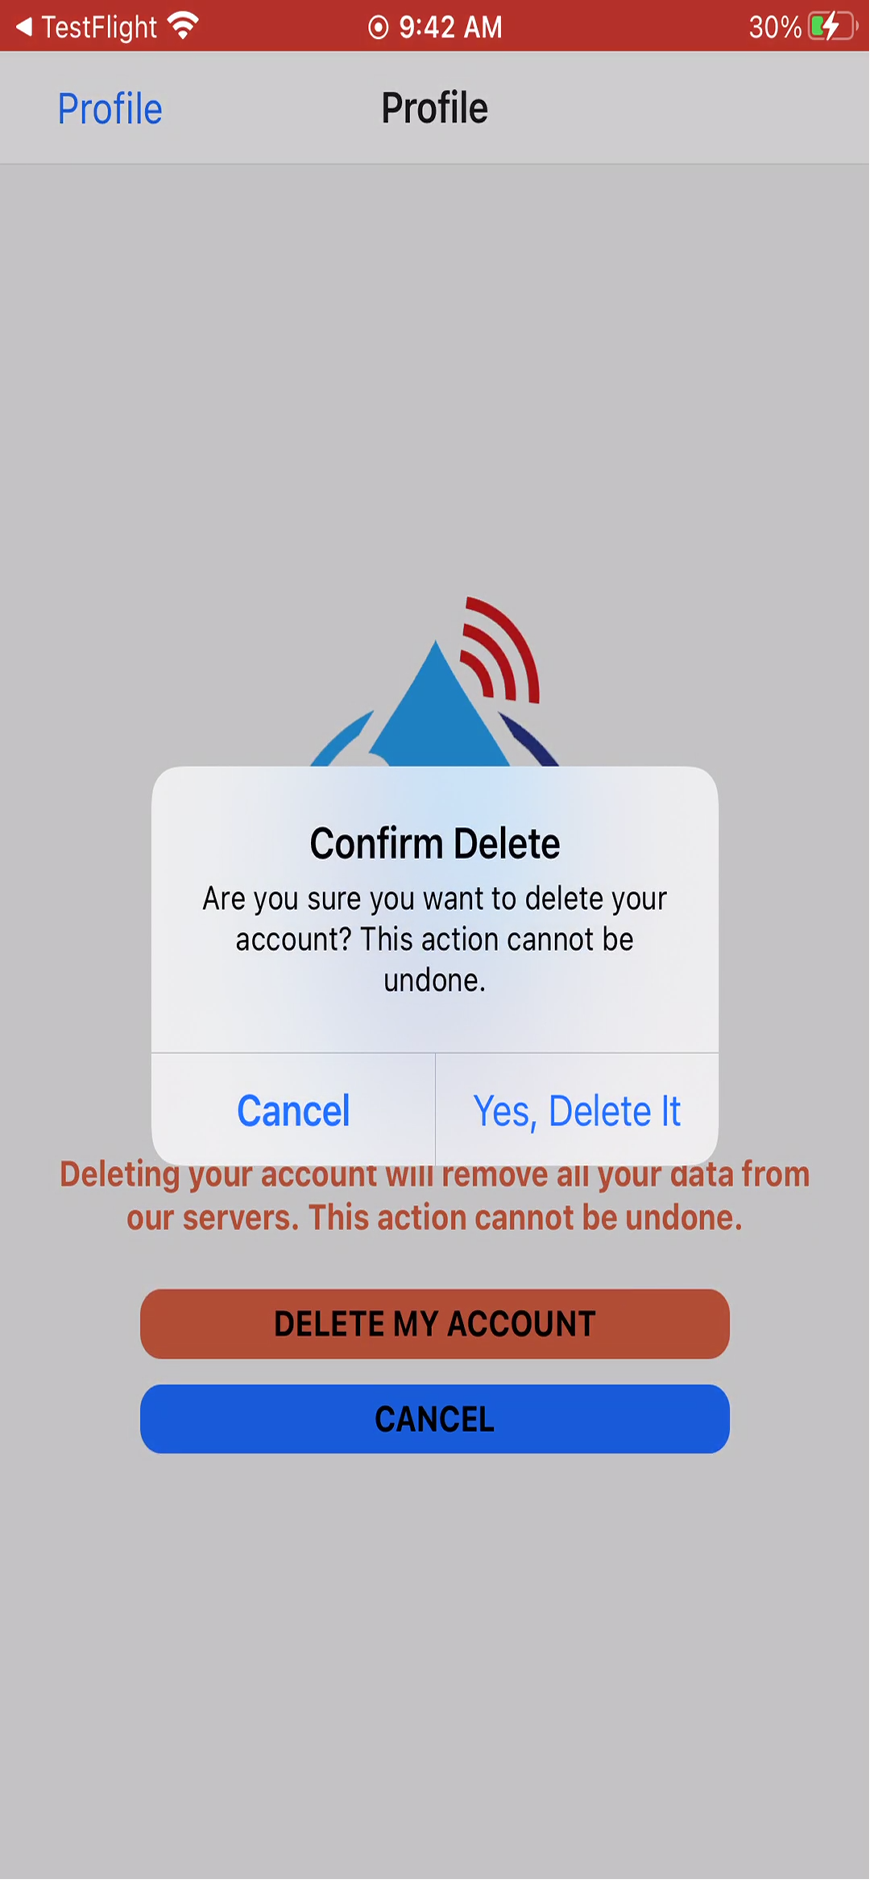 TestFlight 9:42 AM 30%
Profile Profile
Confirm Delete
Are you sure you want to delete your
account? This action cannot be
undone.
Cancel Yes, Delete It
Deleting your account will remove all your data from
our servers. This action cannot be undone.
DELETE MY ACCOUNT
CANCEL